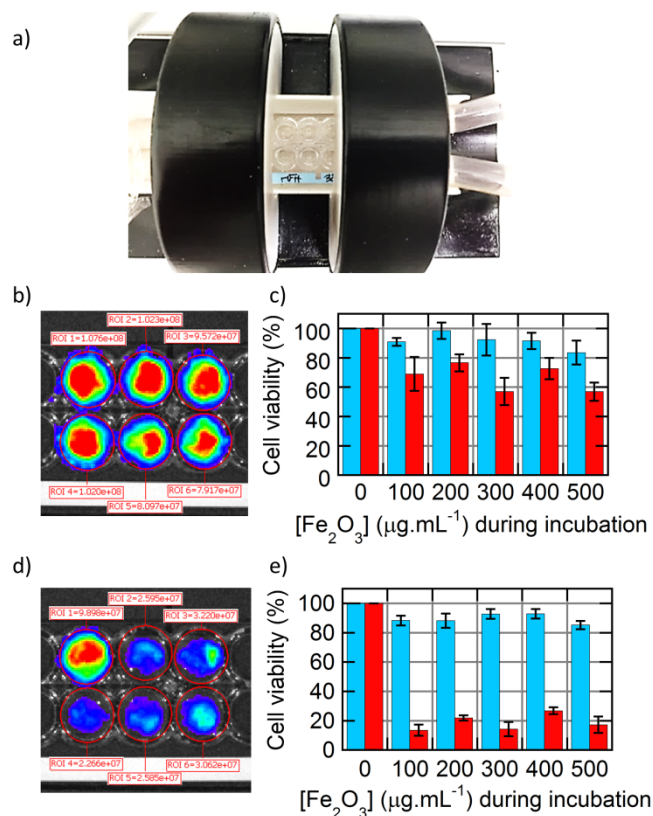 a)
b)
ROI 2=1.023e+08
ROI 1=1.076e+08
ROI 3=9.572e+07
ROI 4=1.020e+08
ROI 6=7.917e+07
ROI 5=8.097e+07
c)
Cell viability (%)
100
80
60
40
20
0
0 100 200 300 400 500
[Fe₂O₃] (µg.mL⁻¹) during incubation
d)
ROI 2=2.595e+07
ROI 1=9.898e+07
ROI 3=3.220e+07
ROI 4=2.266e+07
ROI 6=3.062e+07
ROI 5=2.585e+07
e)
Cell viability (%)
100
80
60
40
20
0
0 100 200 300 400 500
[Fe₂O₃] (µg.mL⁻¹) during incubation